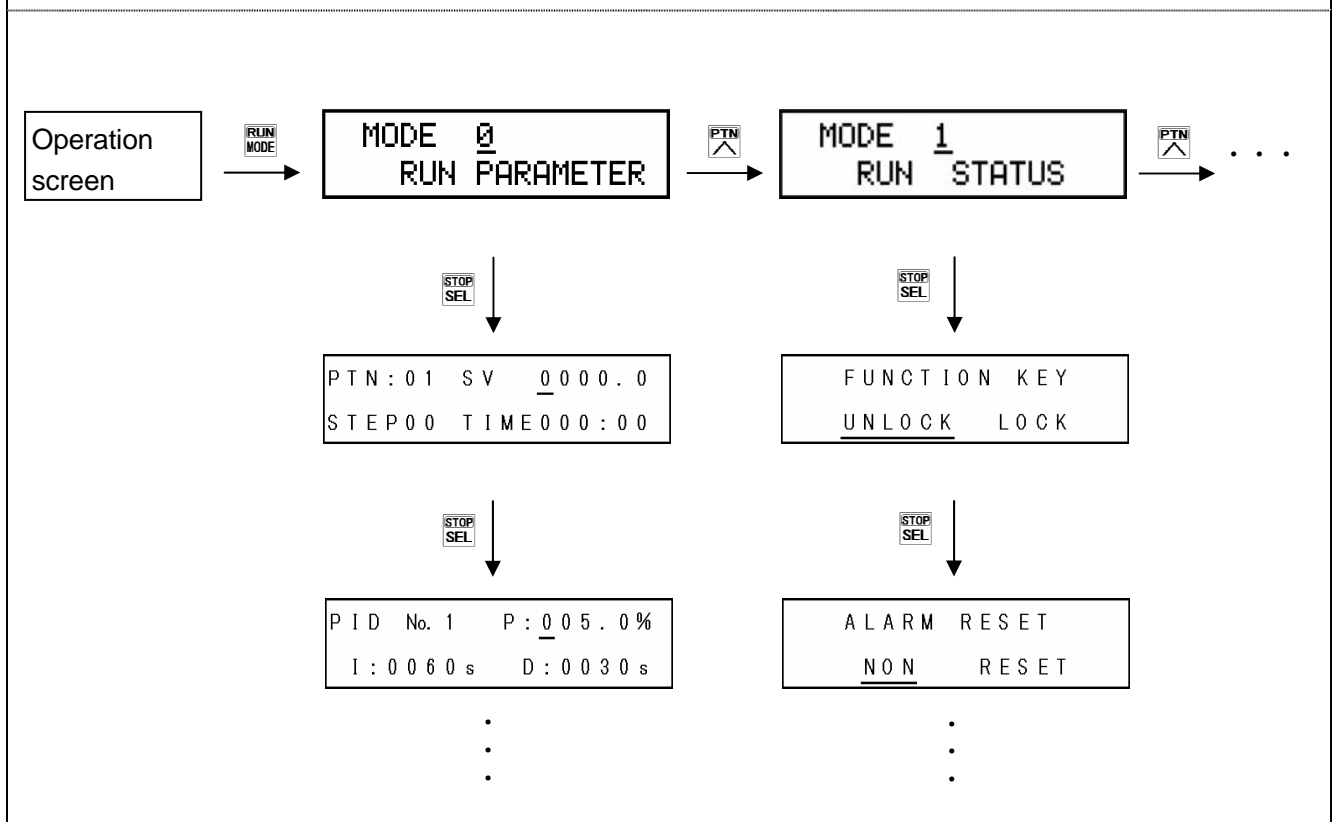 Operation
screen
RUN
MODE
MODE 0
RUN PARAMETER
PTN
MODE 1
RUN STATUS
PTN
. . .
STOP
SEL
STOP
SEL
PTN:01 SV 0000.0
STEP00 TIME000:00
FUNCTION KEY
UNLOCK LOCK
STOP
SEL
STOP
SEL
PID No.1 P:005.0%
I:0060s D:0030s
ALARM RESET
NON RESET